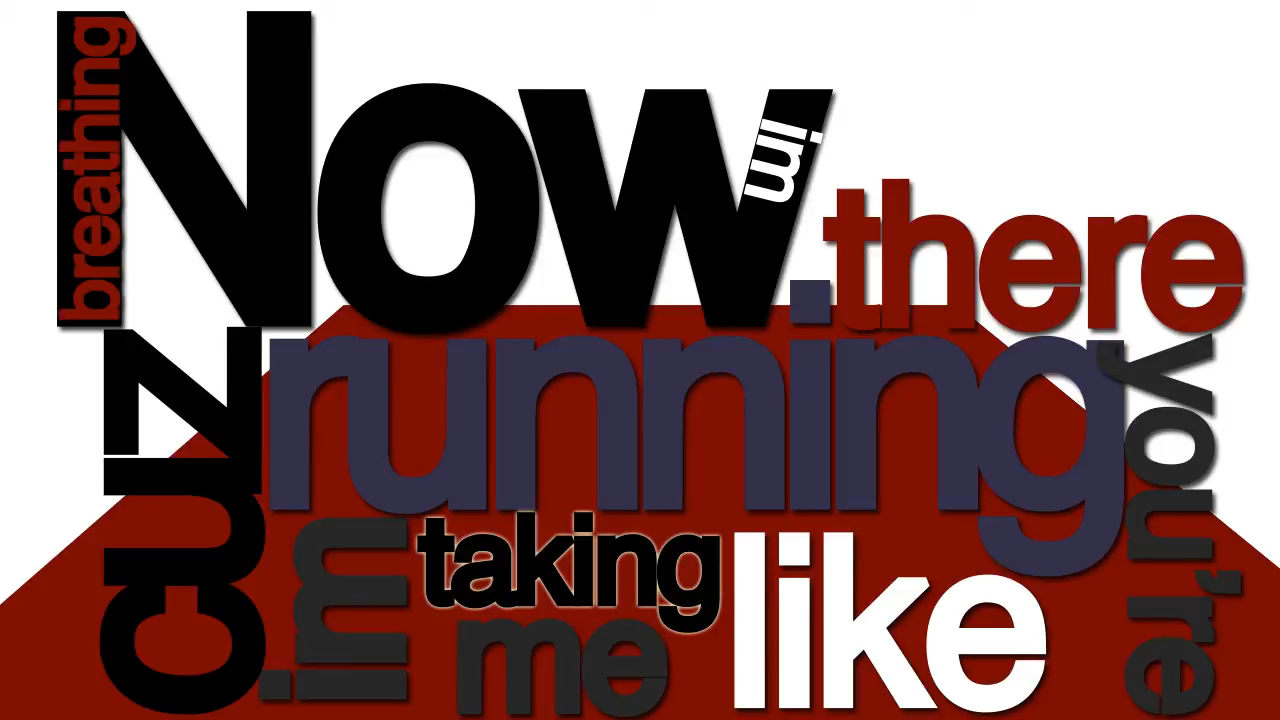 breathing
Now
im
there
cuz
running
you're
im
taking
me
like